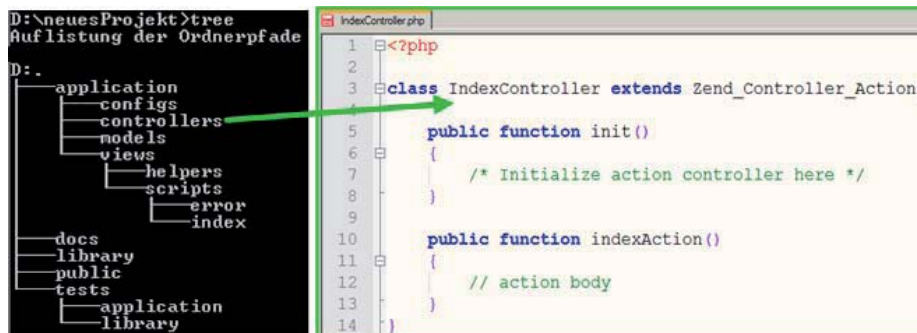 D:\neuesProjekt>tree
Auflistung der Ordnerpfade
D:.
application
configs
controllers
models
views
helpers
scripts
error
index
docs
library
public
tests
application
library
IndexController.php
1 <?php
2
3 class IndexController extends Zend_Controller_Action
4
5 public function init()
6 {
7 /* Initialize action controller here */
8 }
9
10 public function indexAction()
11 {
12 // action body
13 }
14 }